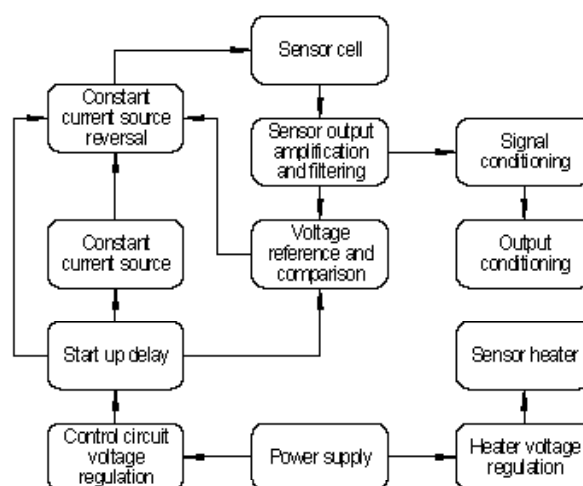 Sensor cell
Constant
current source
reversal
Sensor output
amplification
and filtering
Signal
conditioning
Constant
current source
Voltage
reference and
comparison
Output
conditioning
Start up delay
Sensor heater
Control circuit
voltage
regulation
Power supply
Heater voltage
regulation